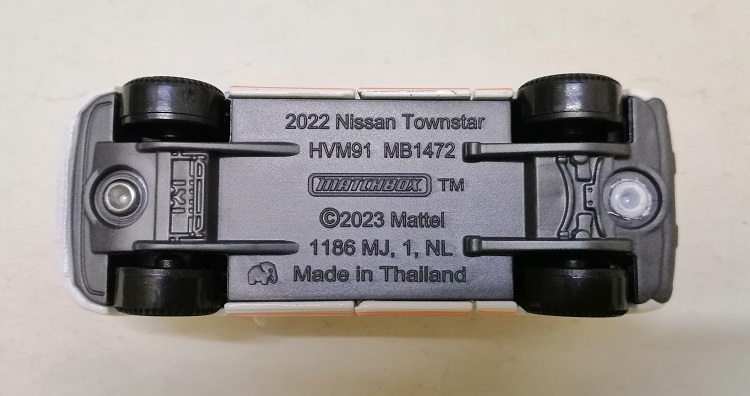 2022 Nissan Townstar
HVM91 MB1472
MATCHBOX TM
©2023 Mattel
1186 MJ, 1, NL
Made in Thailand